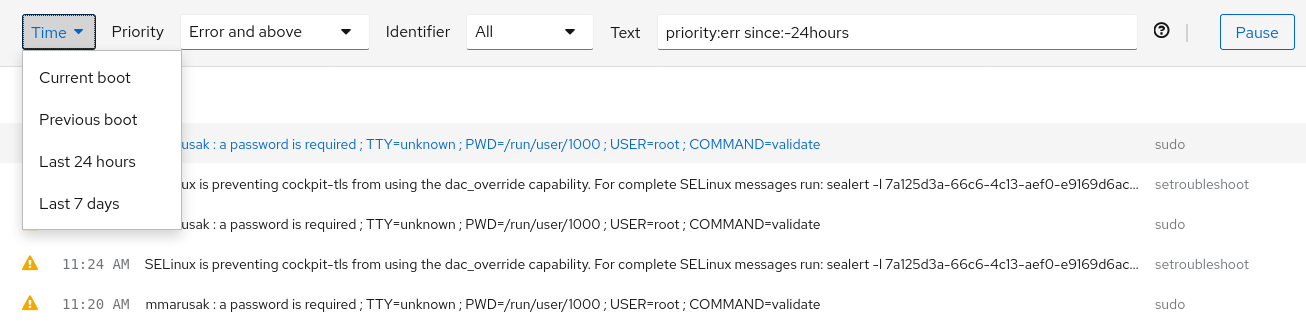 Time Priority Error and above Identifier All Text priority:err since:-24hours Pause
Current boot
Previous boot
Last 24 hours
Last 7 days
usak : a password is required ; TTY=unknown ; PWD=/run/user/1000 ; USER=root ; COMMAND=validate sudo
ux is preventing cockpit-tls from using the dac_override capability. For complete SELinux messages run: sealert -l 7a125d3a-66c6-4c13-aef0-e9169d6ac... setroubleshoot
usak : a password is required ; TTY=unknown ; PWD=/run/user/1000 ; USER=root ; COMMAND=validate sudo
11:24 AM SELinux is preventing cockpit-tls from using the dac_override capability. For complete SELinux messages run: sealert -l 7a125d3a-66c6-4c13-aef0-e9169d6ac... setroubleshoot
11:20 AM mmarusak : a password is required ; TTY=unknown ; PWD=/run/user/1000 ; USER=root ; COMMAND=validate sudo